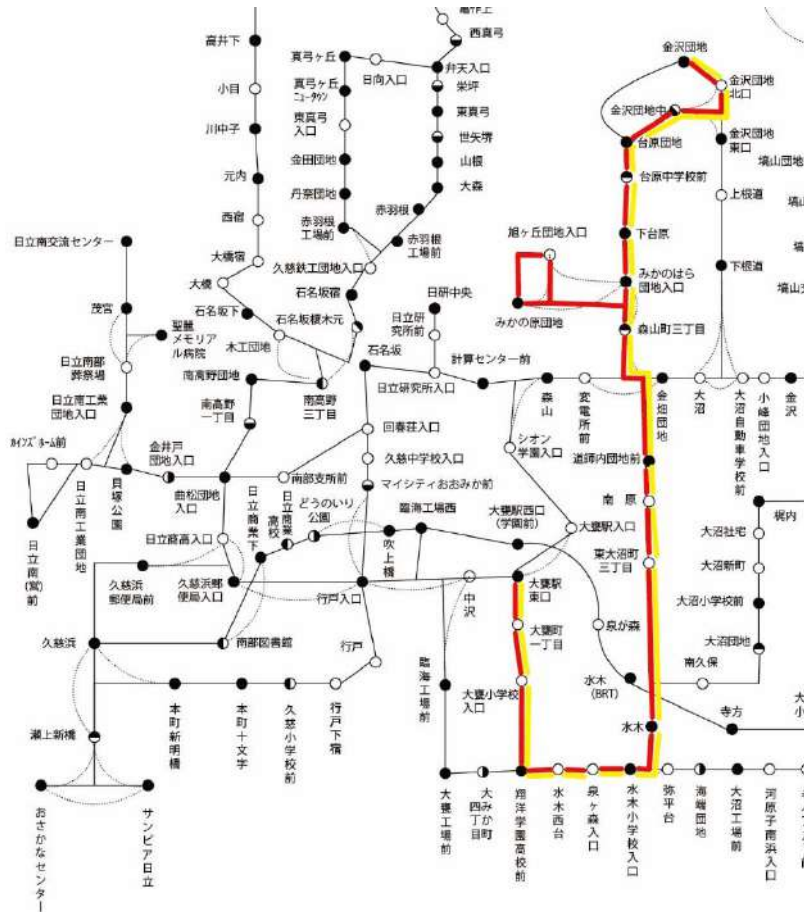 高井下
小目
川中子
元内
西宿
大橋宿
大橋
石名坂下
木工団地
真弓ヶ丘
日向入口
真弓ヶ丘
ニュータウン
東真弓
入口
金田団地
丹奈団地
赤羽根
工場前
西真弓
弁天入口
栄坪
東真弓
世矢堺
山根
大森
赤羽根
赤羽根
工場前
久慈鉄工団地入口
石名坂宿
石名坂榎木元
南高野
三丁目
南高野団地
南高野
一丁目
日立南交流センター
茂宮
聖麗
メモリア
ル病院
日立南部
葬祭場
日立南工業
団地入口
カインズホーム前
日立南(営)前
日立南工業団地
貝塚公園
金井戸
団地入口
曲松団地
入口
南部支所前
石名坂
日研中央
日立研
究所前
日立研究所入口
計算センター前
回春荘入口
久慈中学校入口
マイシティおおみか前
シオン
学園入口
森山
変電所前
金畑団地
大沼
大沼自動車学校前
小峰団地入口
金沢
金沢団地
金沢団地
北口
金沢団地中
金沢団地
東口
台原団地
台原中学校前
上根道
下台原
下根道
旭ヶ丘団地入口
みかのはら
団地入口
みかの原団地
森山町三丁目
塙山団地
道師内団地前
南原
東大沼町
三丁目
梶内
大沼社宅
大沼新町
大沼小学校前
大沼団地
南久保
寺方
水木
水木
(BRT)
泉が森
大甕駅入口
大甕駅西口
(学園前)
大甕駅
東口
大甕町
一丁目
大甕小学校
入口
中沢
臨海工場西
吹上橋
どうのいり
公園
日立商業
高校
日立商業下
日立商高入口
久慈浜
郵便局前
久慈浜郵
便局入口
行戸入口
行戸
久慈浜
南部図書館
瀬上新橋
おさかなセンター
サンピア日立
本町新明橋
本町十文字
久慈小学校前
行戸下宿
臨海工場前
大甕工場前
大みか町
四丁目
翔洋学園高校前
水木西台
泉ヶ森入口
水木小学校入口
弥平台
海端団地
大沼工場前
河原子南浜入口